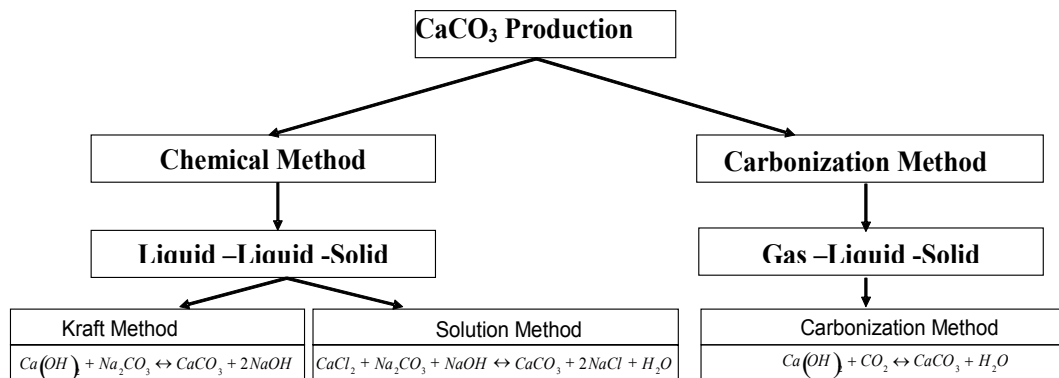 CaCO₃ Production
Chemical Method
Carbonization Method
Liquid –Liquid -Solid
Gas –Liquid -Solid
Kraft Method
Solution Method
Carbonization Method
Ca(OH)₂ + Na₂CO₃ ↔ CaCO₃ + 2NaOH
CaCl₂ + Na₂CO₃ + NaOH ↔ CaCO₃ + 2NaCl + H₂O
Ca(OH)₂ + CO₂ ↔ CaCO₃ + H₂O